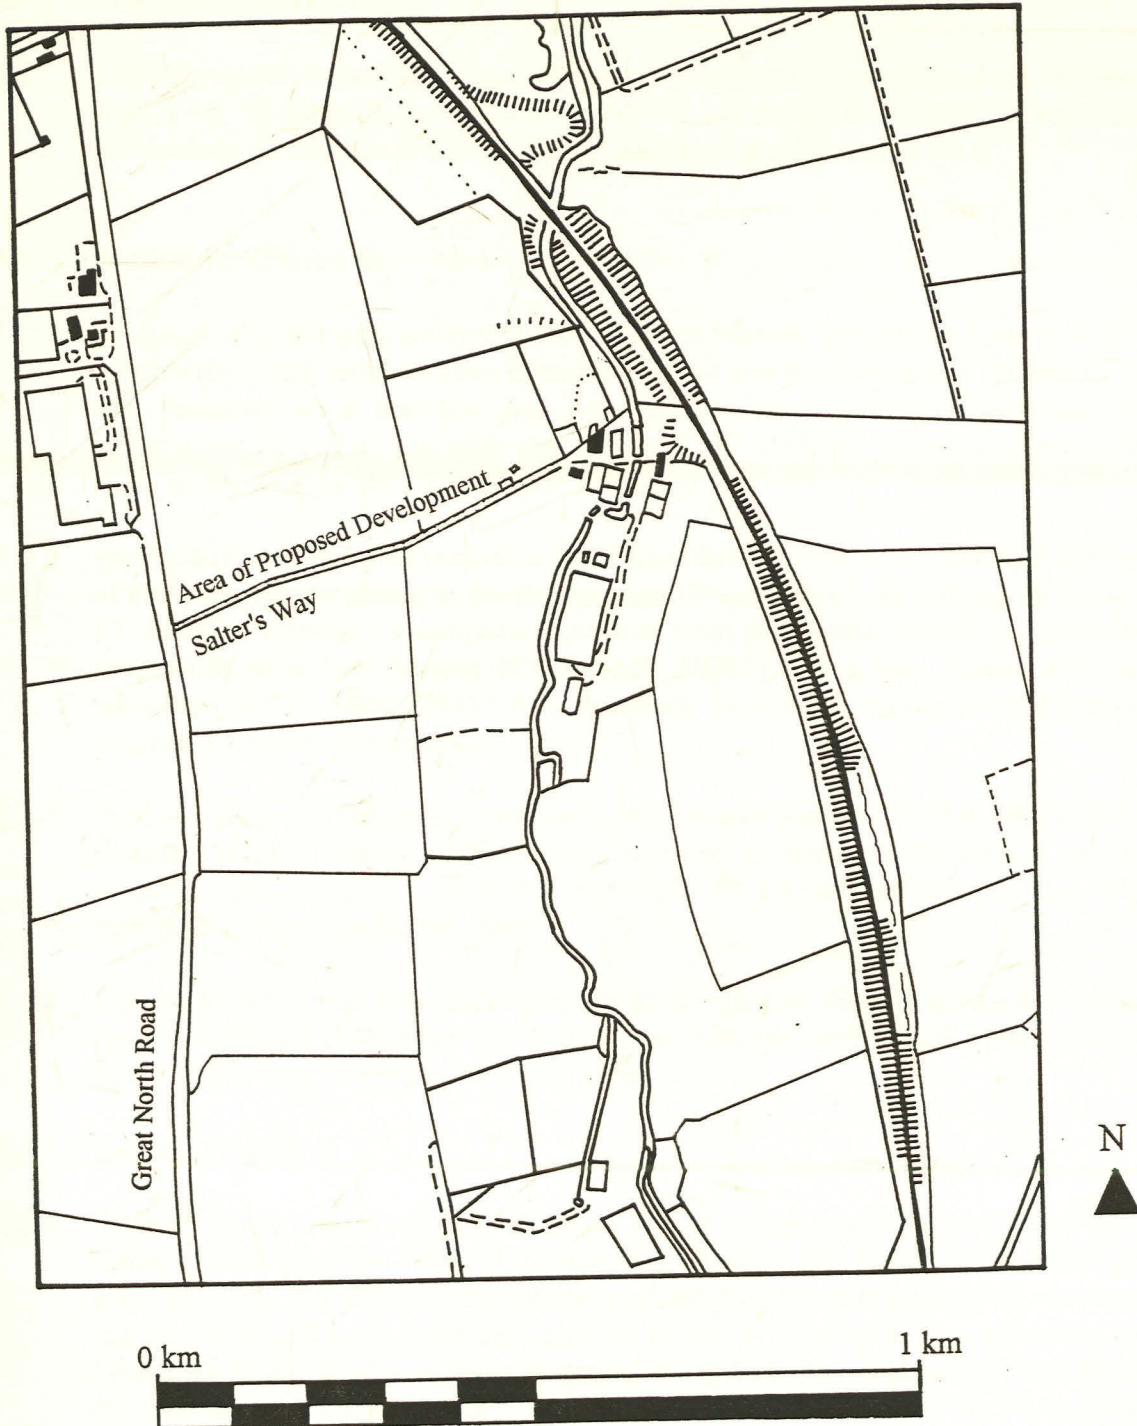 Area of Proposed Development
Salter's Way
Great North Road
N
0 km
1 km